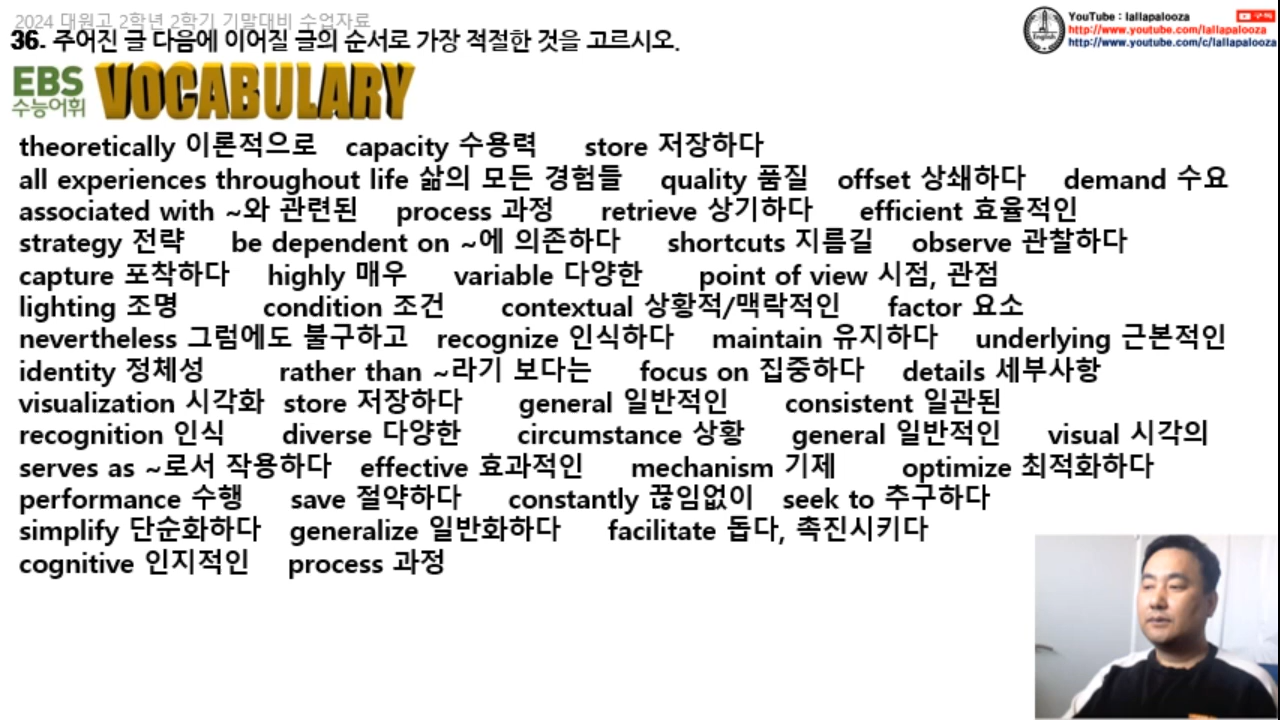 2024 대원고 2학년 2학기 기말대비 수업자료
36. 주어진 글 다음에 이어질 글의 순서로 가장 적절한 것을 고르시오.
YouTube : lallapalooza
http://www.youtube.com/lallapalooza
http://www.youtube.com/c/lallapalooza
EBS
수능어휘
VOCABULARY
theoretically 이론적으로 capacity 수용력 store 저장하다
all experiences throughout life 삶의 모든 경험들 quality 품질 offset 상쇄하다 demand 수요
associated with ~와 관련된 process 과정 retrieve 상기하다 efficient 효율적인
strategy 전략 be dependent on ~에 의존하다 shortcuts 지름길 observe 관찰하다
capture 포착하다 highly 매우 variable 다양한 point of view 시점, 관점
lighting 조명 condition 조건 contextual 상황적/맥락적인 factor 요소
nevertheless 그럼에도 불구하고 recognize 인식하다 maintain 유지하다 underlying 근본적인
identity 정체성 rather than ~라기 보다는 focus on 집중하다 details 세부사항
visualization 시각화 store 저장하다 general 일반적인 consistent 일관된
recognition 인식 diverse 다양한 circumstance 상황 general 일반적인 visual 시각의
serves as ~로서 작용하다 effective 효과적인 mechanism 기제 optimize 최적화하다
performance 수행 save 절약하다 constantly 끊임없이 seek to 추구하다
simplify 단순화하다 generalize 일반화하다 facilitate 돕다, 촉진시키다
cognitive 인지적인 process 과정